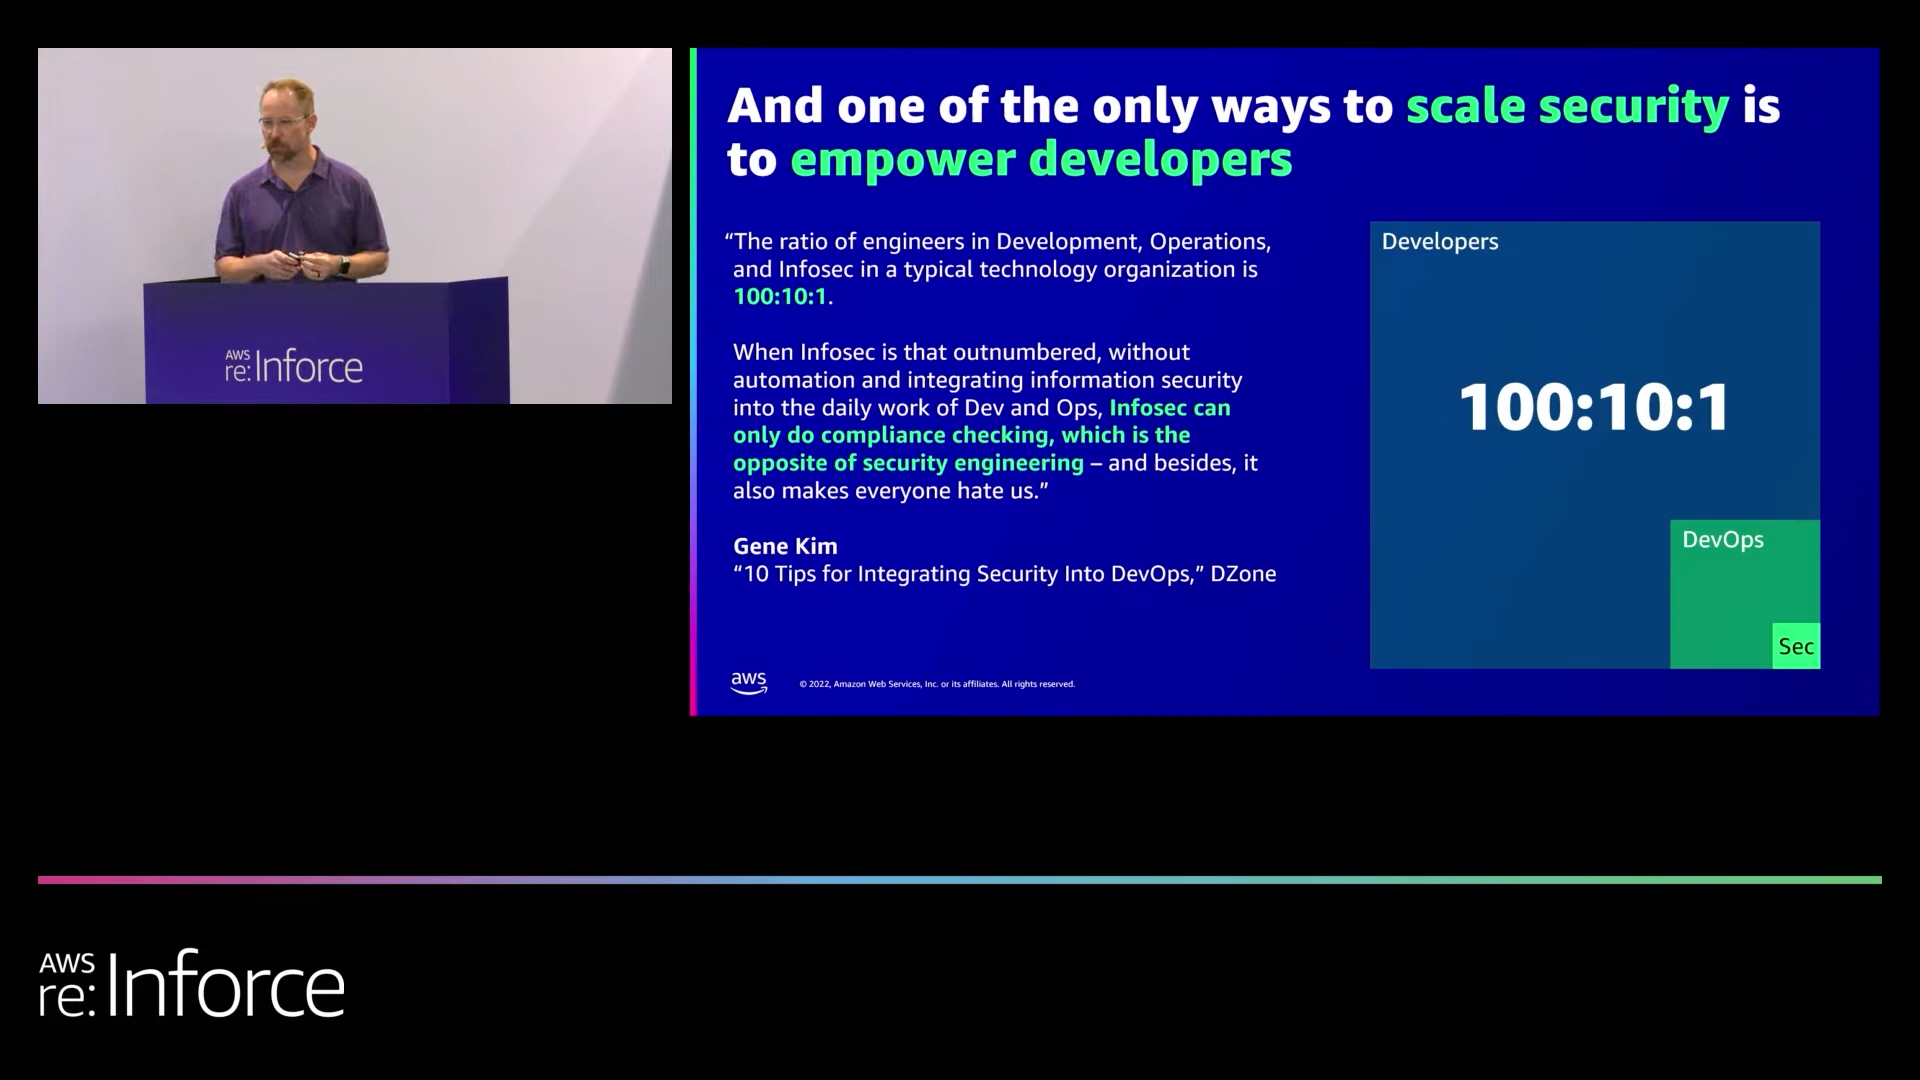 AWS
re:Inforce
And one of the only ways to scale security is
to empower developers
“The ratio of engineers in Development, Operations,
and Infosec in a typical technology organization is
100:10:1.
When Infosec is that outnumbered, without
automation and integrating information security
into the daily work of Dev and Ops, Infosec can
only do compliance checking, which is the
opposite of security engineering – and besides, it
also makes everyone hate us.”
Gene Kim
“10 Tips for Integrating Security Into DevOps,” DZone
Developers
100:10:1
DevOps
Sec
aws
© 2022, Amazon Web Services, Inc. or its affiliates. All rights reserved.
AWS
re:Inforce